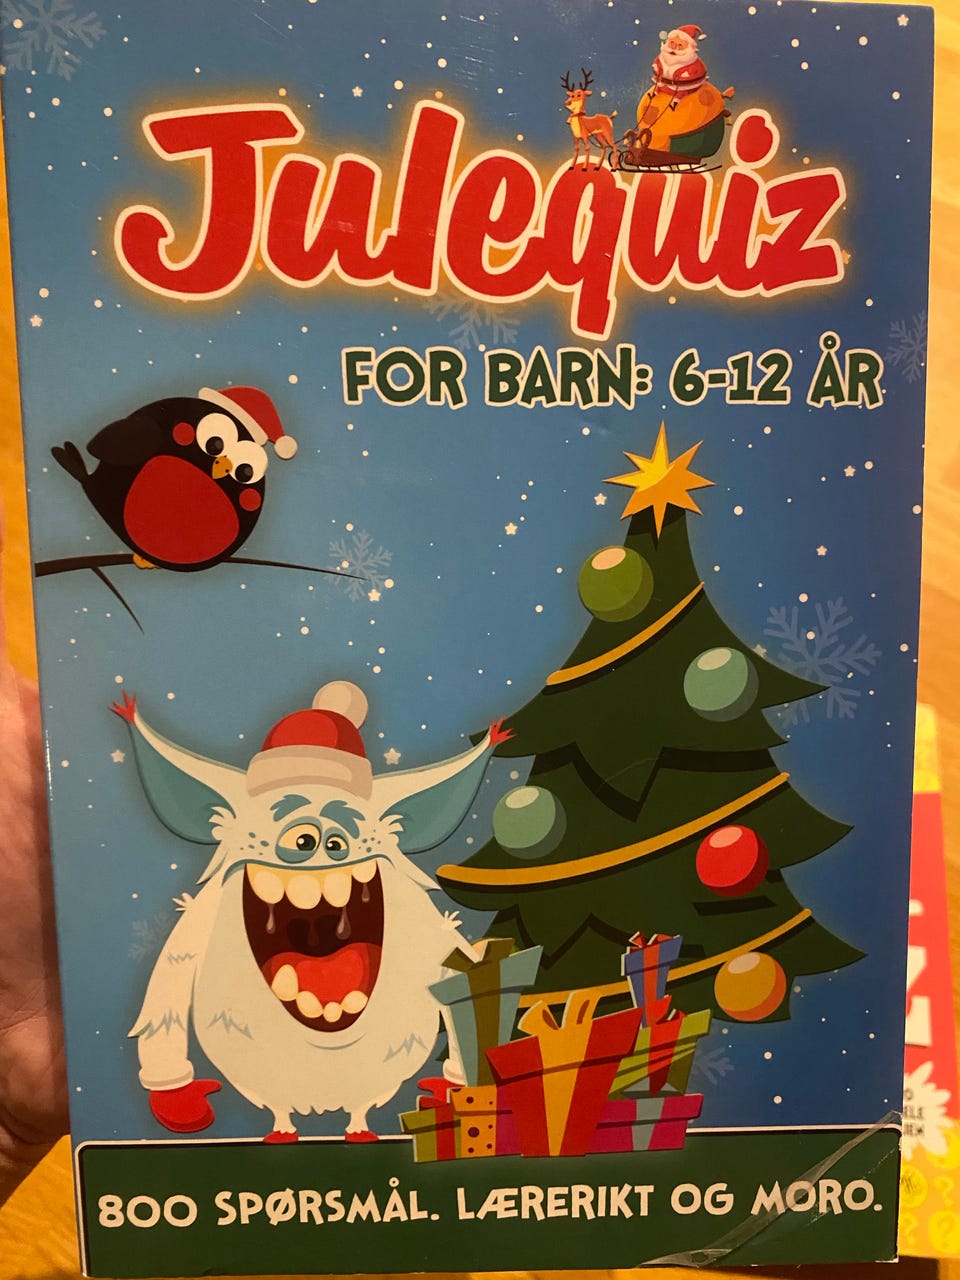 Julequiz
FOR BARN: 6-12 ÅR
800 SPØRSMÅL. LÆRERIKT OG MORO.